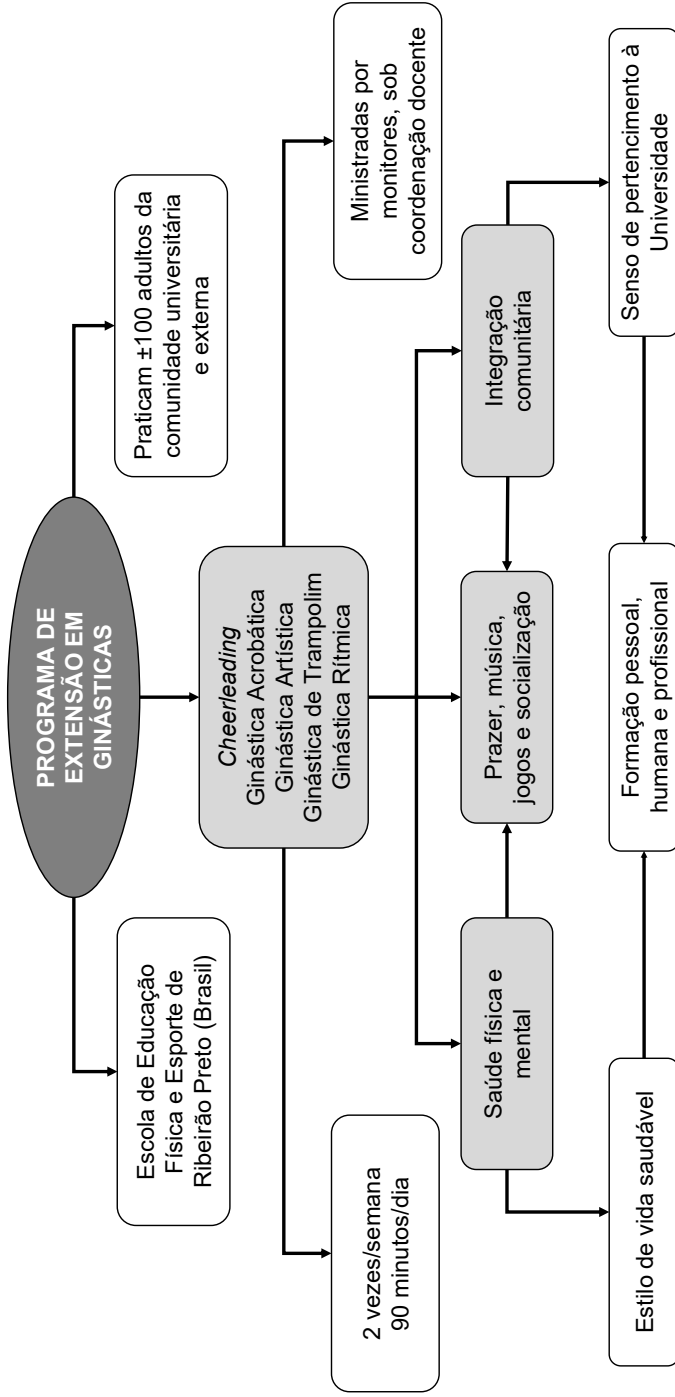 PROGRAMA DE
EXTENSÃO EM
GINÁSTICAS
Escola de Educação
Física e Esporte de
Ribeirão Preto (Brasil)
Praticam ±100 adultos da
comunidade universitária
e externa
Cheerleading
Ginástica Acrobática
Ginástica Artística
Ginástica de Trampolim
Ginástica Rítmica
2 vezes/semana
90 minutos/dia
Ministradas por
monitores, sob
coordenação docente
Saúde física e
mental
Prazer, música,
jogos e socialização
Integração
comunitária
Estilo de vida saudável
Formação pessoal,
humana e profissional
Senso de pertencimento à
Universidade